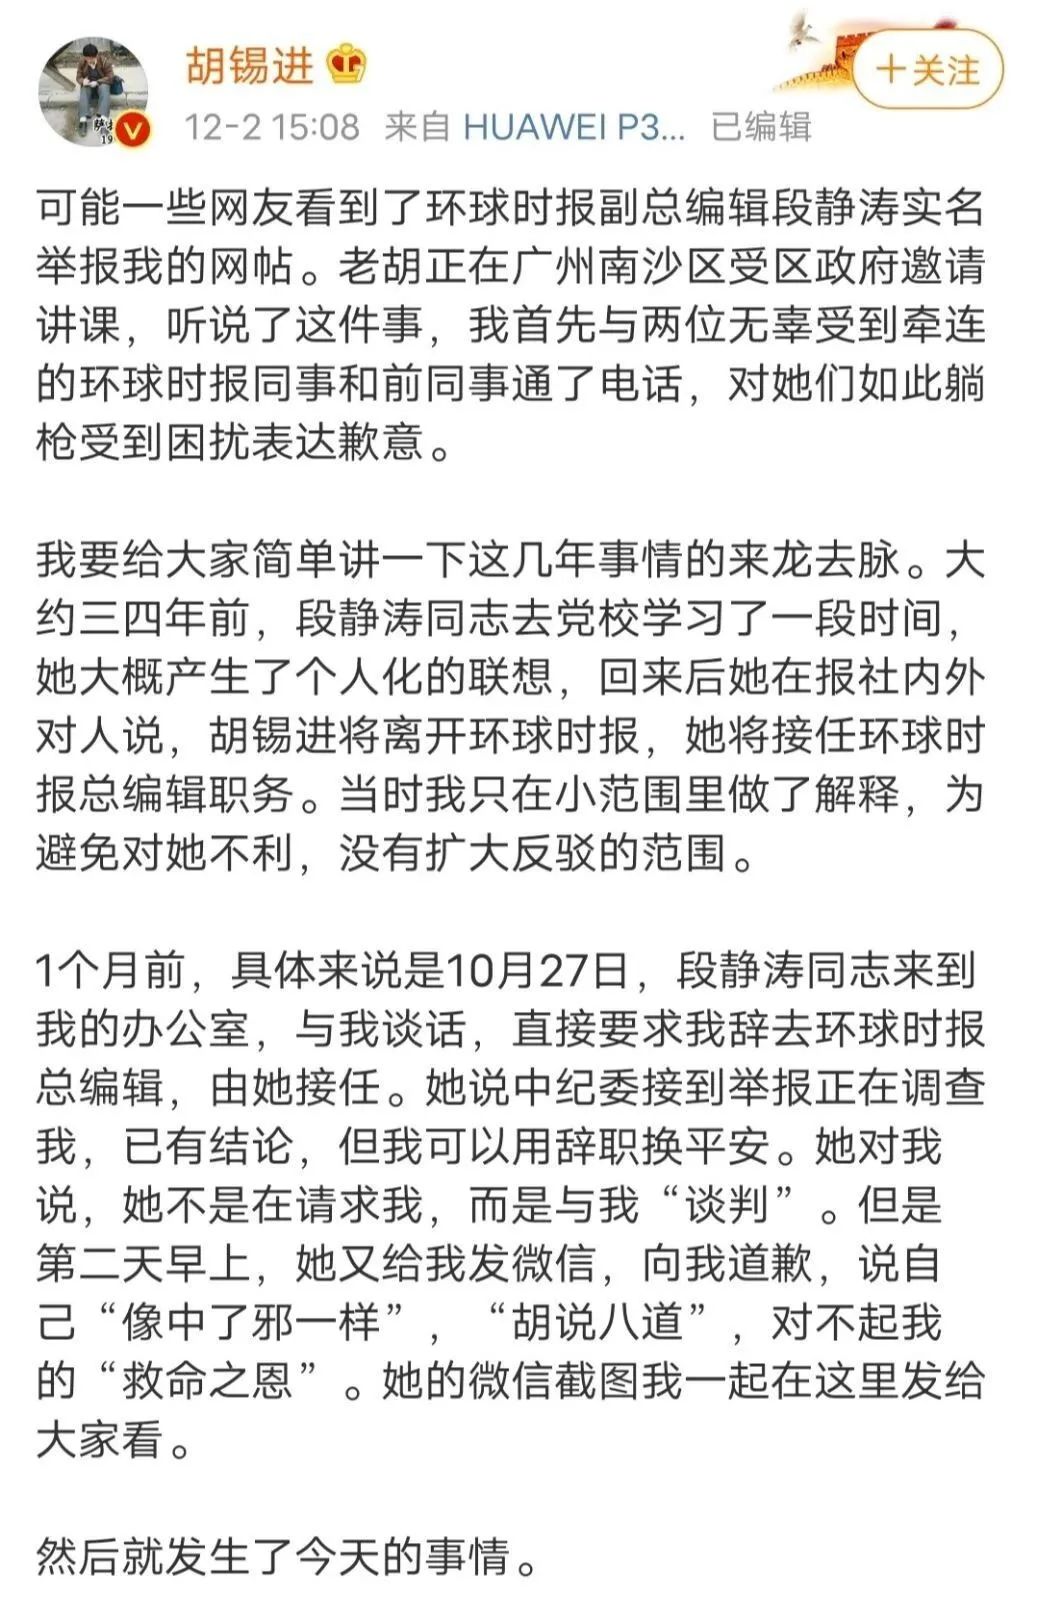 胡锡进
+关注
12-2 15:08 来自 HUAWEI P3... 已编辑
可能一些网友看到了环球时报副总编辑段静涛实名
举报我的网帖。老胡正在广州南沙区受区政府邀请
讲课，听说了这件事，我首先与两位无辜受到牵连
的环球时报同事和前同事通了电话，对她们如此躺
枪受到困扰表达歉意。
我要给大家简单讲一下这几年事情的来龙去脉。大
约三四年前，段静涛同志去党校学习了一段时间，
她大概产生了个人化的联想，回来后她在报社内外
对人说，胡锡进将离开环球时报，她将接任环球时
报总编辑职务。当时我只在小范围里做了解释，为
避免对她不利，没有扩大反驳的范围。
1个月前，具体来说是10月27日，段静涛同志来到
我的办公室，与我谈话，直接要求我辞去环球时报
总编辑，由她接任。她说中纪委接到举报正在调查
我，已有结论，但我可以用辞职换平安。她对我
说，她不是在请求我，而是与我“谈判”。但是
第二天早上，她又给我发微信，向我道歉，说自
己“像中了邪一样”，“胡说八道”，对不起我
的“救命之恩”。她的微信截图我一起在这里发给
大家看。
然后就发生了今天的事情。